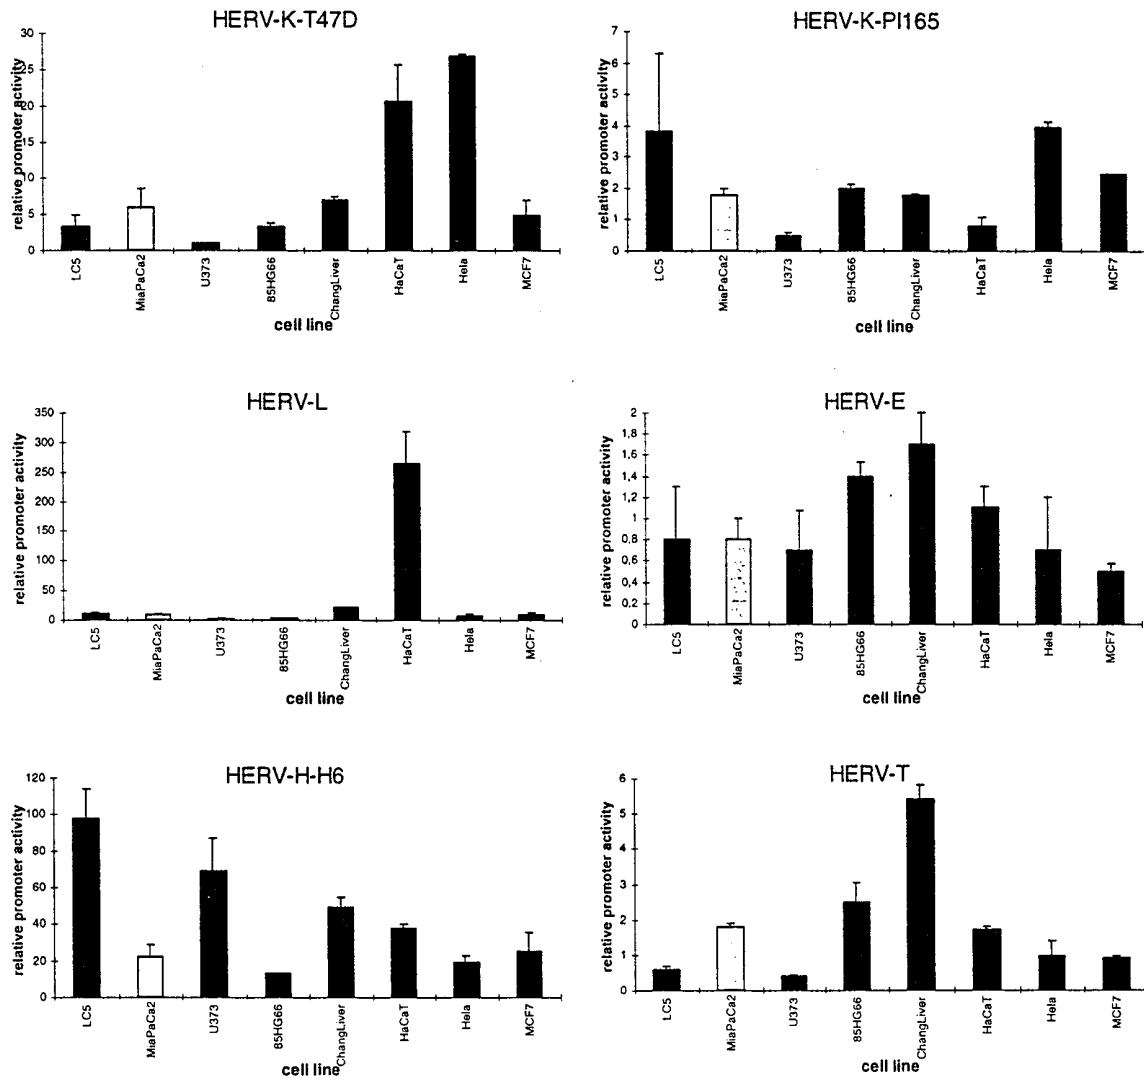 HERV-K-T47D
relative promoter activity
30
25
20
15
10
5
0
LC5
MiaPaCa2
U373
85HG66
ChangLiver
HaCaT
Hela
MCF7
cell line
HERV-K-PI165
relative promoter activity
7
6
5
4
3
2
1
0
LC5
MiaPaCa2
U373
85HG66
ChangLiver
HaCaT
Hela
MCF7
cell line
HERV-L
relative promoter activity
350
300
250
200
150
100
50
0
LC5
MiaPaCa2
U373
85HG66
ChangLiver
HaCaT
Hela
MCF7
cell line
HERV-E
relative promoter activity
2
1,8
1,6
1,4
1,2
1
0,8
0,6
0,4
0,2
0
LC5
MiaPaCa2
U373
85HG66
ChangLiver
HaCaT
Hela
MCF7
cell line
HERV-H-H6
relative promoter activity
120
100
80
60
40
20
0
LC5
MiaPaCa2
U373
85HG66
ChangLiver
HaCaT
Hela
MCF7
cell line
HERV-T
relative promoter activity
6
5
4
3
2
1
0
LC5
MiaPaCa2
U373
85HG66
ChangLiver
HaCaT
Hela
MCF7
cell line